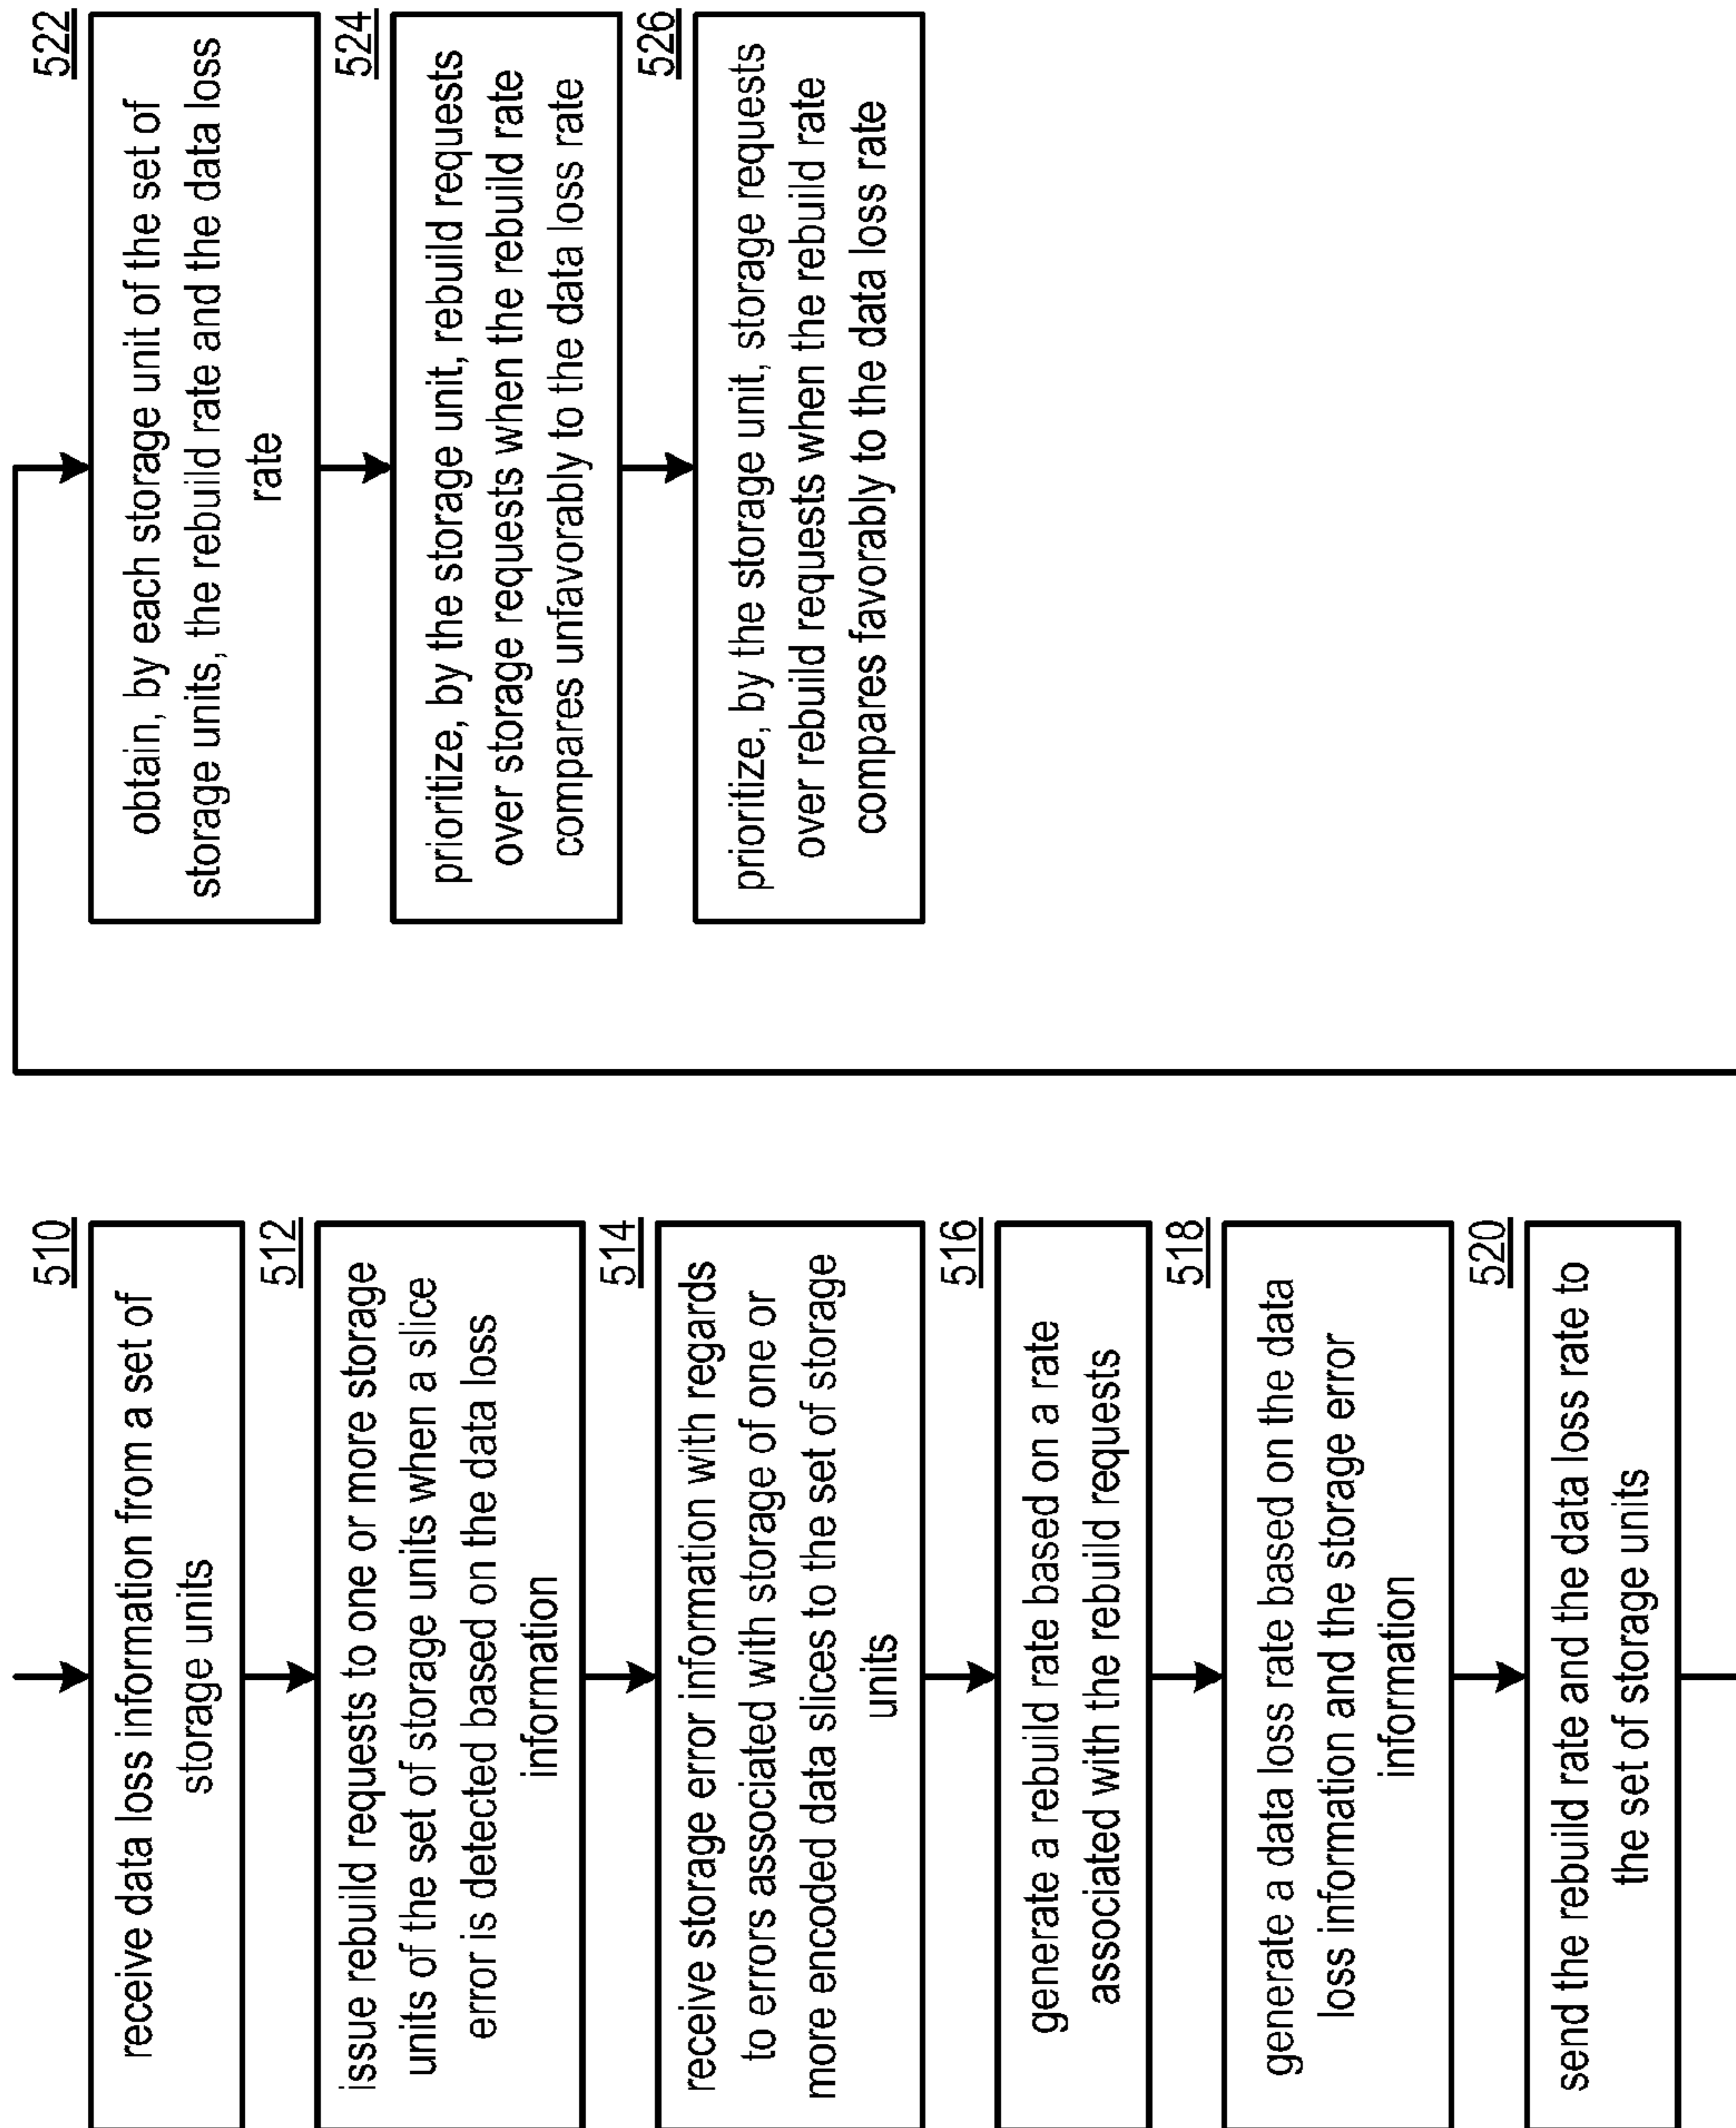 510
receive data loss information from a set of
storage units
512
issue rebuild requests to one or more storage
units of the set of storage units when a slice
error is detected based on the data loss
information
514
receive storage error information with regards
to errors associated with storage of one or
more encoded data slices to the set of storage
units
516
generate a rebuild rate based on a rate
associated with the rebuild requests
518
generate a data loss rate based on the data
loss information and the storage error
information
520
send the rebuild rate and the data loss rate to
the set of storage units
522
obtain, by each storage unit of the set of
storage units, the rebuild rate and the data loss
rate
524
prioritize, by the storage unit, rebuild requests
over storage requests when the rebuild rate
compares unfavorably to the data loss rate
526
prioritize, by the storage unit, storage requests
over rebuild requests when the rebuild rate
compares favorably to the data loss rate